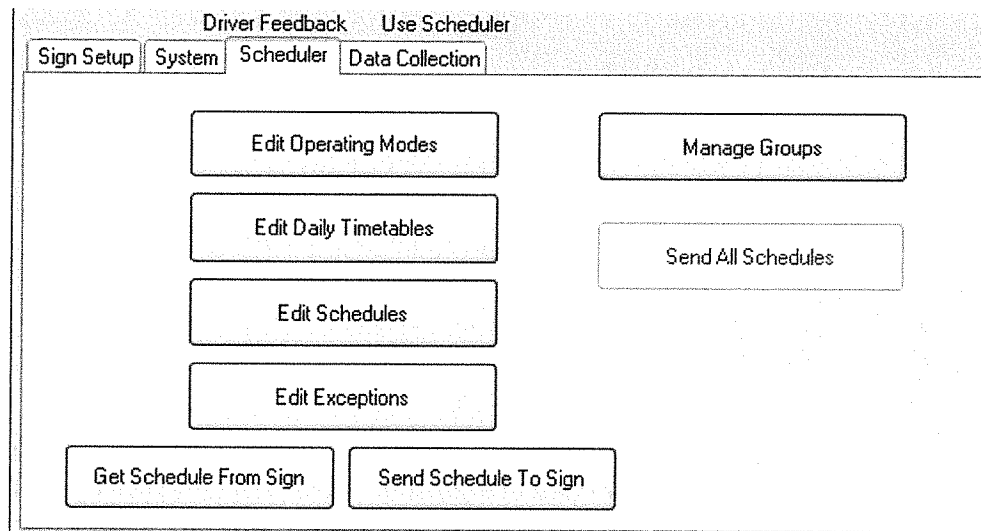 Driver Feedback Use Scheduler
Sign Setup System Scheduler Data Collection
Edit Operating Modes
Manage Groups
Edit Daily Timetables
Send All Schedules
Edit Schedules
Edit Exceptions
Get Schedule From Sign Send Schedule To Sign